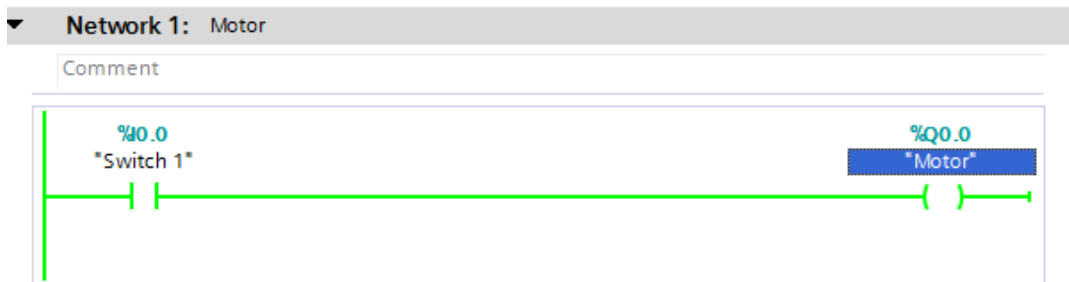 Network 1: Motor
Comment
%I0.0
"Switch 1"
%Q0.0
"Motor"